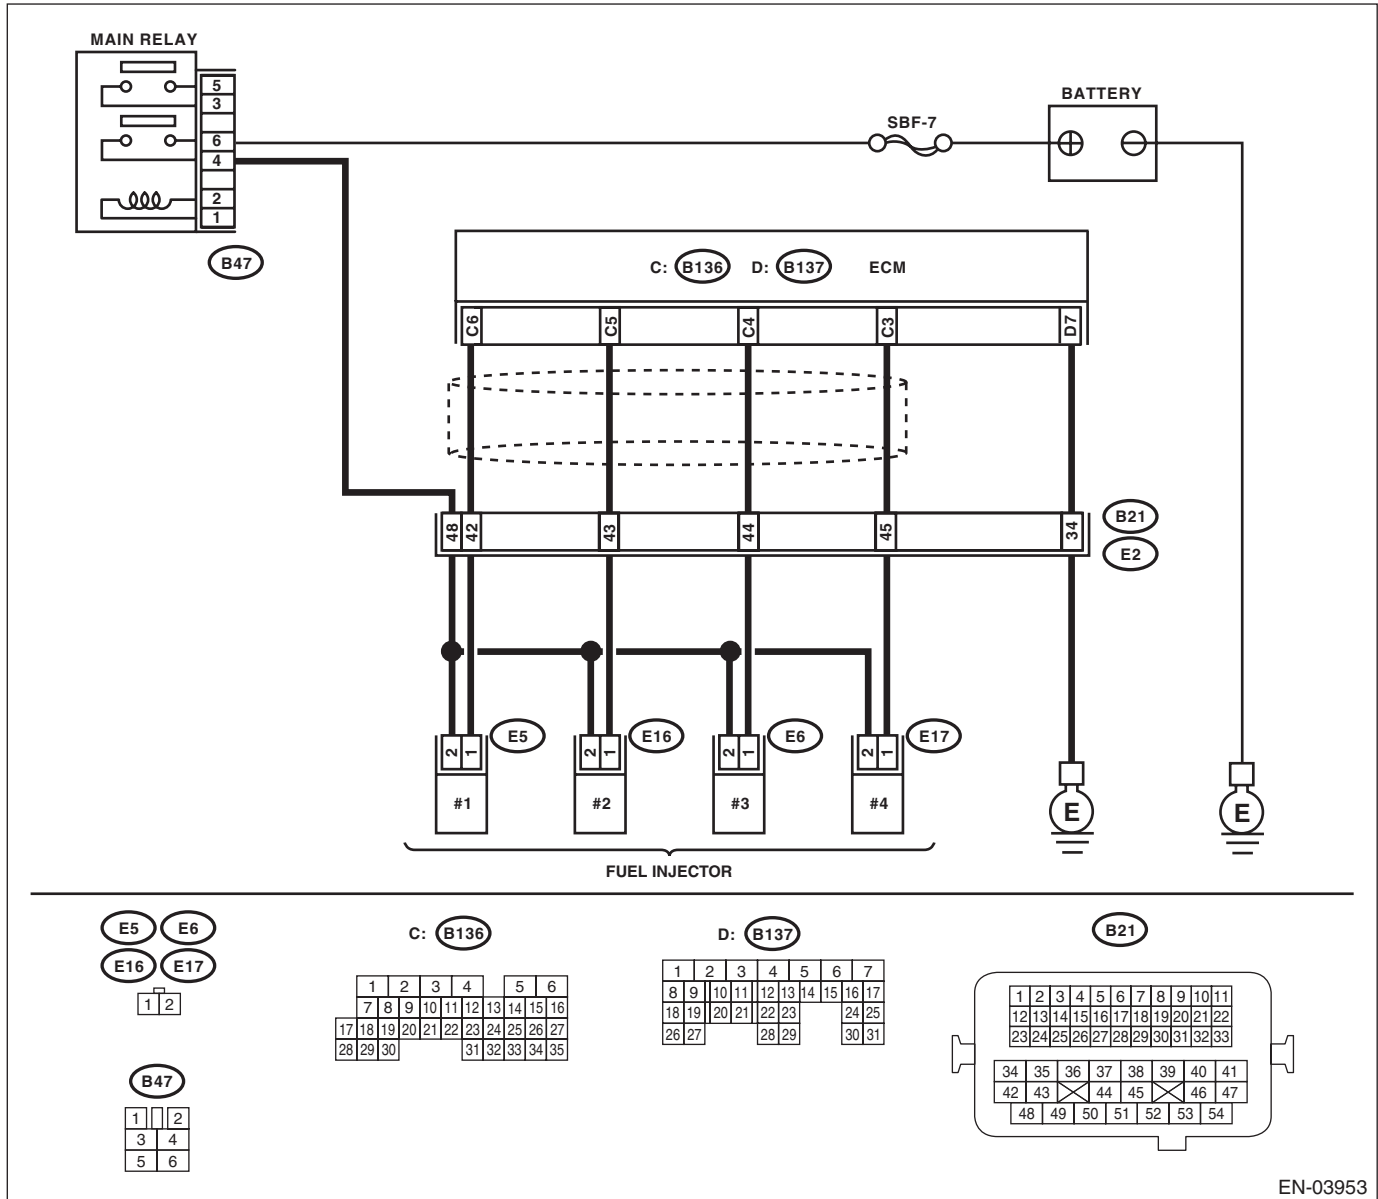 MAIN RELAY
5
3
6
4
2
1
B47
SBF-7
BATTERY
C: B136 D: B137 ECM
C6 C5 C4 C3 D7
48 42 43 44 45 34
B21
E2
2 1 E5 2 1 E16 2 1 E6 2 1 E17
#1 #2 #3 #4
E E
FUEL INJECTOR
E5 E6
E16 E17
1 2
B47
1 2
3 4
5 6
C: B136
1 2 3 4 5 6
7 8 9 10 11 12 13 14 15 16
17 18 19 20 21 22 23 24 25 26 27
28 29 30 31 32 33 34 35
D: B137
1 2 3 4 5 6 7
8 9 10 11 12 13 14 15 16 17
18 19 20 21 22 23 24 25
26 27 28 29 30 31
B21
1 2 3 4 5 6 7 8 9 10 11
12 13 14 15 16 17 18 19 20 21 22
23 24 25 26 27 28 29 30 31 32 33
34 35 36 37 38 39 40 41
42 43 44 45 46 47
48 49 50 51 52 53 54
EN-03953